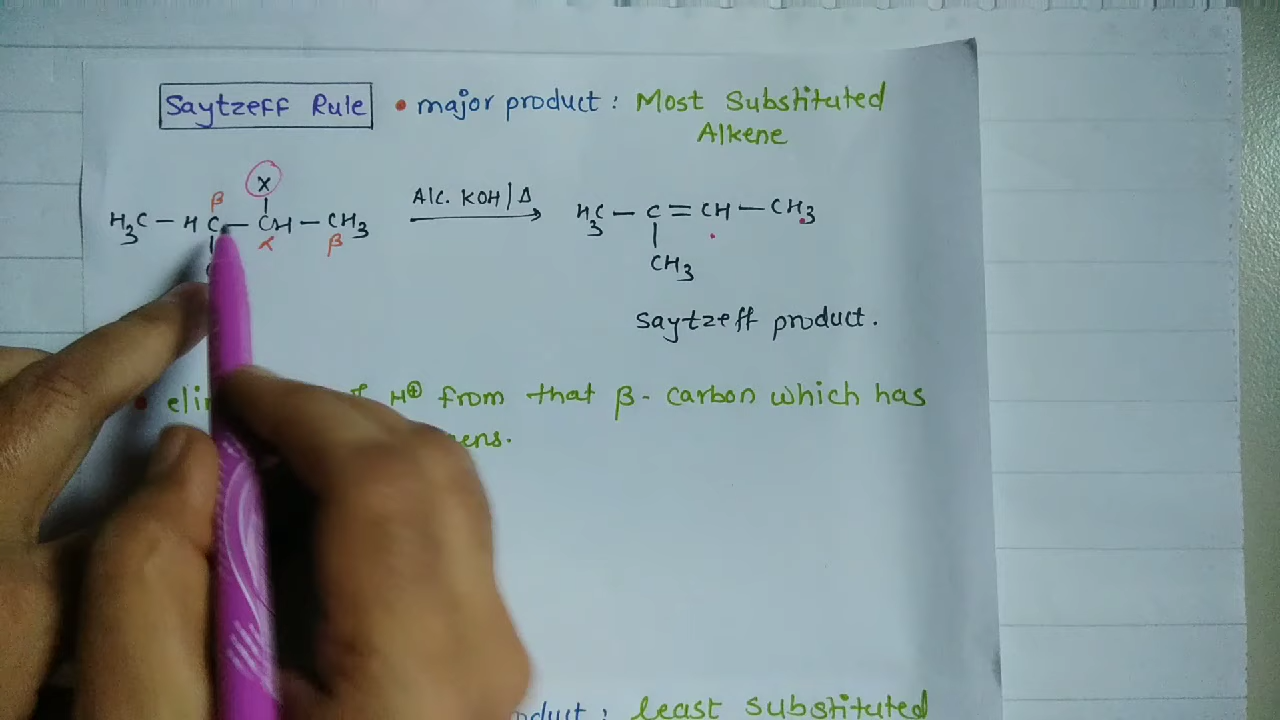 Saytzeff Rule • major product : Most Substituted
Alkene
X
β
H₃C — HC — CH — CH₃
α β
Alc. KOH | Δ
H₃C — C = CH — CH₃
CH₃
Saytzeff product.
• H⊕ from that β - carbon which has
: least substituted